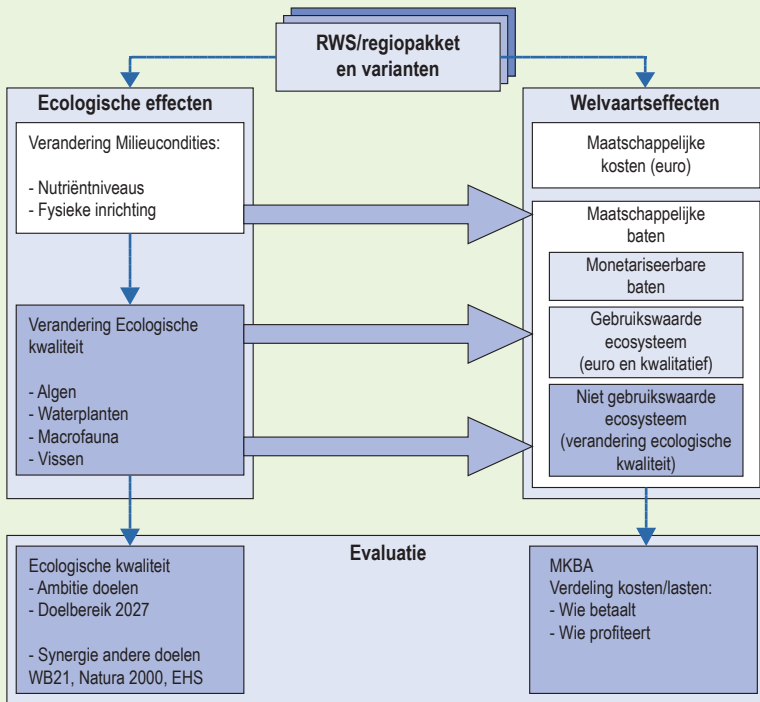 RWS/regiopakket
en varianten
Ecologische effecten
Verandering Milieucondities:
- Nutriëntniveaus
- Fysieke inrichting
Verandering Ecologische
kwaliteit
- Algen
- Waterplanten
- Macrofauna
- Vissen
Welvaartseffecten
Maatschappelijke
kosten (euro)
Maatschappelijke
baten
Monetariseerbare
baten
Gebruikswaarde
ecosysteem
(euro en kwalitatief)
Niet gebruikswaarde
ecosysteem
(verandering ecologische
kwaliteit)
Evaluatie
Ecologische kwaliteit
- Ambitie doelen
- Doelbereik 2027
- Synergie andere doelen
WB21, Natura 2000, EHS
MKBA
Verdeling kosten/lasten:
- Wie betaalt
- Wie profiteert